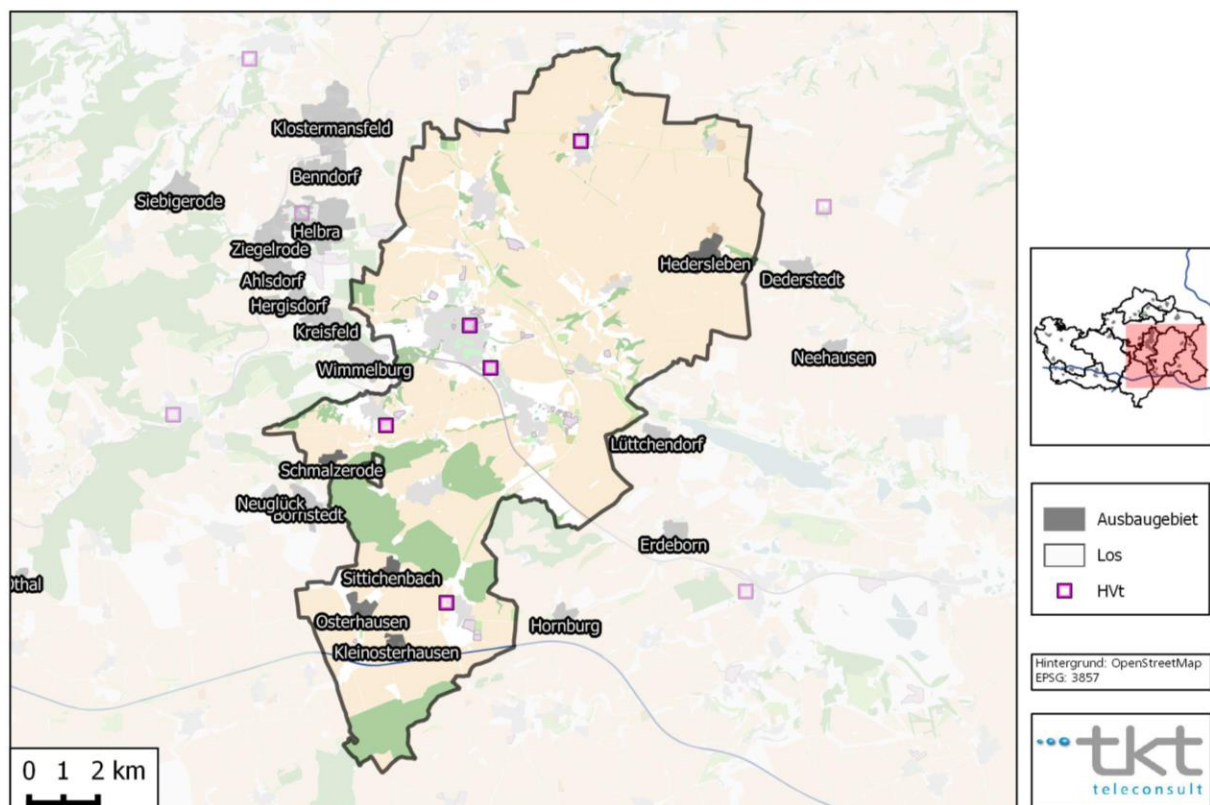 Klostermansfeld
Benndorf
Siebigerode
Helbra
Ziegelrode
Ahlsdorf
Hergisdorf
Kreisfeld
Wimmelburg
Hedersleben
Dederstedt
Neehausen
Lüttchendorf
Schmalzerode
Neuglück
Bornstedt
Erdeborn
Sittichenbach
Osterhausen
Hornburg
Kleinosterhausen
0 1 2 km
Ausbaugebiet
Los
HVt
Hintergrund: OpenStreetMap
EPSG: 3857
tkt
teleconsult